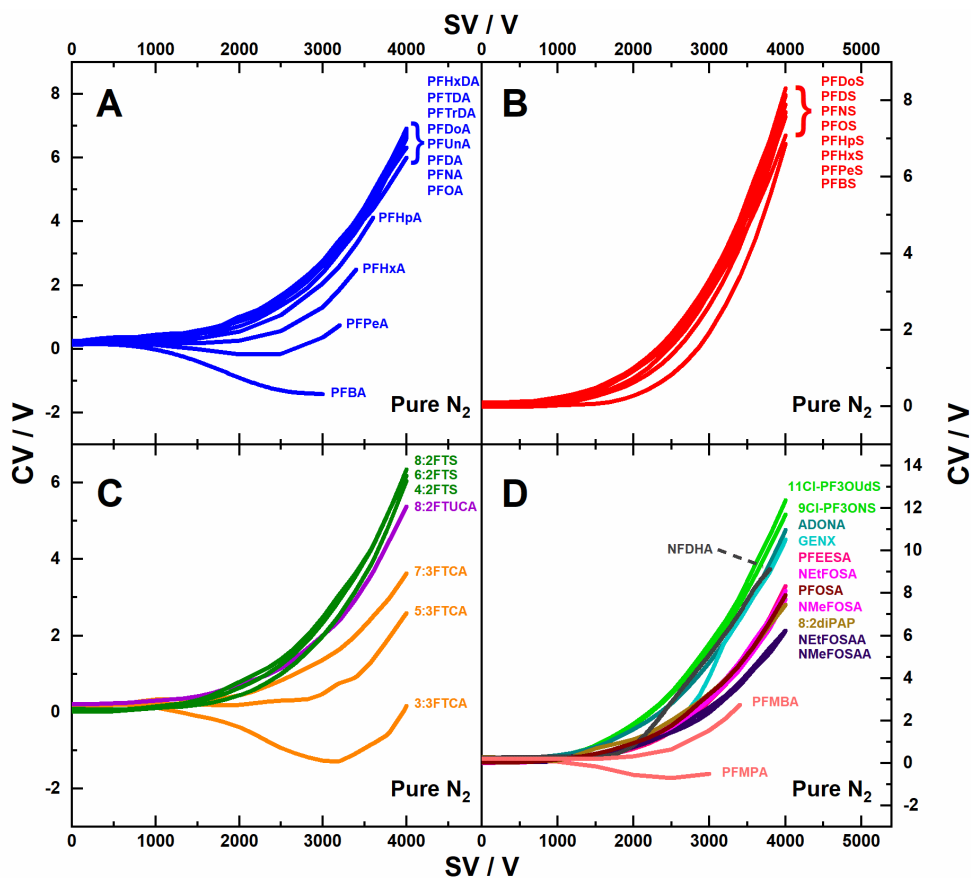 SV / V
0 1000 2000 3000 4000
0 1000 2000 3000 4000 5000
CV / V
A
8
6
4
2
0
-2
PFHxDA
PFTDA
PFTrDA
PFDoA
PFUnA
PFDA
PFNA
PFOA
PFHpA
PFHxA
PFPeA
PFBA
Pure N2
B
PFDoS
PFDS
PFNS
PFOS
PFHpS
PFHxS
PFPeS
PFBS
8
6
4
2
0
Pure N2
CV / V
C
6
4
2
0
-2
8:2FTS
6:2FTS
4:2FTS
8:2FTUCA
7:3FTCA
5:3FTCA
3:3FTCA
Pure N2
D
14
12
10
8
6
4
2
0
-2
11Cl-PF3OUdS
9Cl-PF3ONS
ADONA
NFDHA
GENX
PFEESA
NEtFOSA
PFOSA
NMeFOSA
8:2diPAP
NEtFOSAA
NMeFOSAA
PFMBA
PFMPA
Pure N2
0 1000 2000 3000 4000
0 1000 2000 3000 4000 5000
SV / V